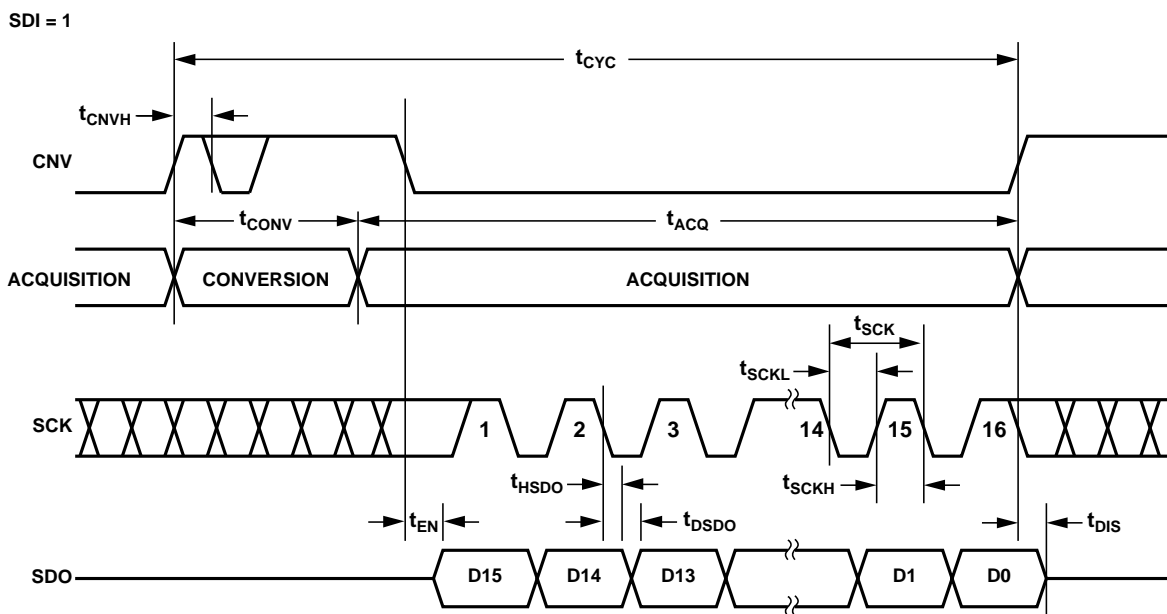 SDI = 1
tCYC
tCNVH
CNV
tCONV
tACQ
ACQUISITION
CONVERSION
ACQUISITION
tSCK
tSCKL
SCK
1
2
3
14
15
16
tHSDO
tSCKH
tEN
tDSDO
tDIS
SDO
D15
D14
D13
D1
D0